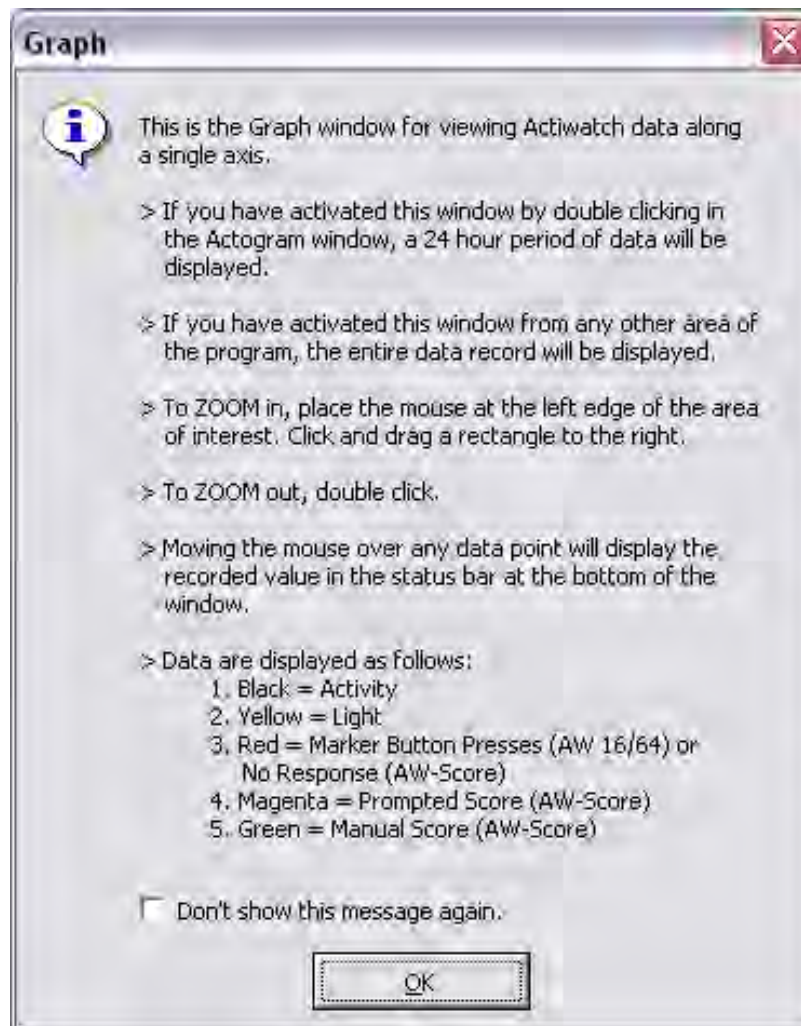 Graph
This is the Graph window for viewing Actiwatch data along
a single axis.
> If you have activated this window by double clicking in
the Actogram window, a 24 hour period of data will be
displayed.
> If you have activated this window from any other area of
the program, the entire data record will be displayed.
> To ZOOM in, place the mouse at the left edge of the area
of interest. Click and drag a rectangle to the right.
> To ZOOM out, double click.
> Moving the mouse over any data point will display the
recorded value in the status bar at the bottom of the
window.
> Data are displayed as follows:
1. Black = Activity
2. Yellow = Light
3. Red = Marker Button Presses (AW 16/64) or
No Response (AW-Score)
4. Magenta = Prompted Score (AW-Score)
5. Green = Manual Score (AW-Score)
Don't show this message again.
OK